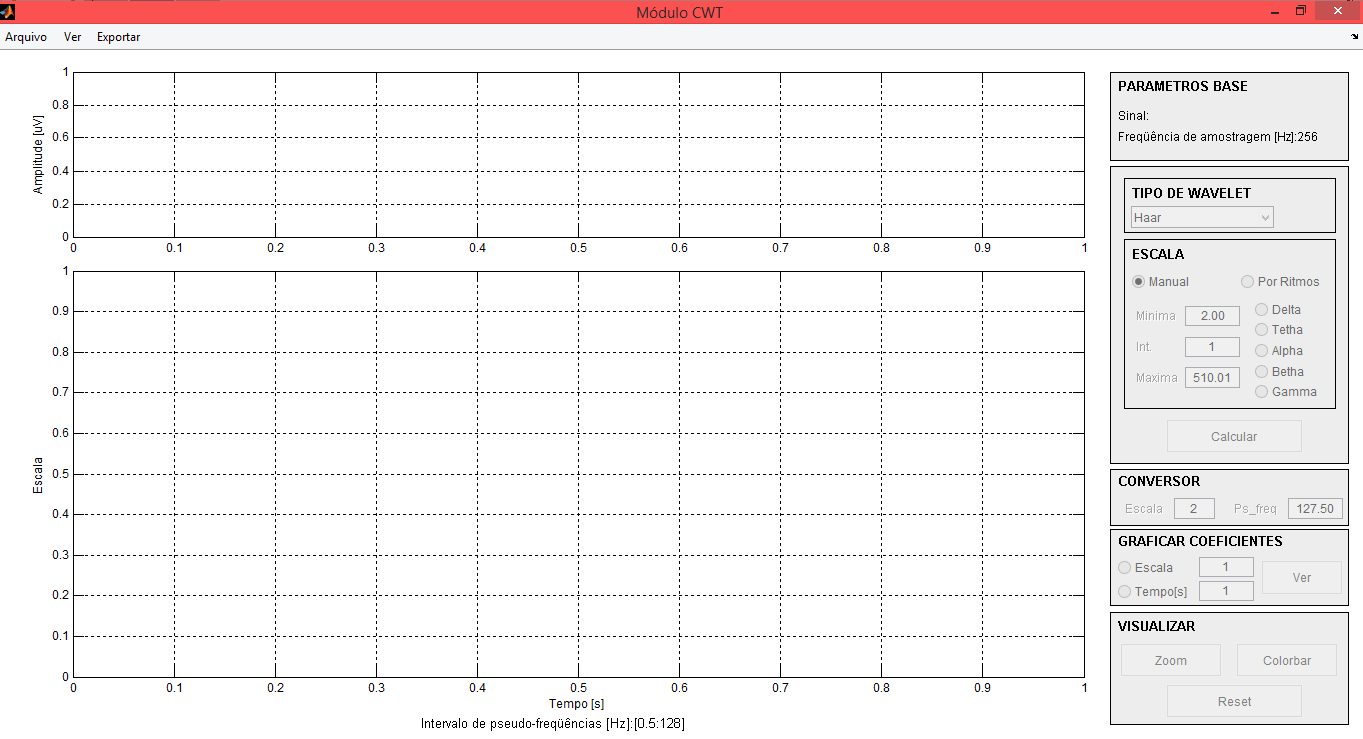 Módulo CWT
Arquivo Ver Exportar
1
0.8
0.6
0.4
0.2
0
Amplitude [uV]
0 0.1 0.2 0.3 0.4 0.5 0.6 0.7 0.8 0.9 1
1
0.9
0.8
0.7
0.6
0.5
0.4
0.3
0.2
0.1
0
Escala
0 0.1 0.2 0.3 0.4 0.5 0.6 0.7 0.8 0.9 1
Tempo [s]
Intervalo de pseudo-freqüências [Hz]:[0.5:128]
PARAMETROS BASE
Sinal:
Freqüência de amostragem [Hz]:256
TIPO DE WAVELET
Haar
ESCALA
Manual Por Ritmos
Minima 2.00
Int. 1
Maxima 510.01
Delta
Tetha
Alpha
Betha
Gamma
Calcular
CONVERSOR
Escala 2 Ps_freq 127.50
GRAFICAR COEFICIENTES
Escala 1
Tempo[s] 1
Ver
VISUALIZAR
Zoom Colorbar
Reset